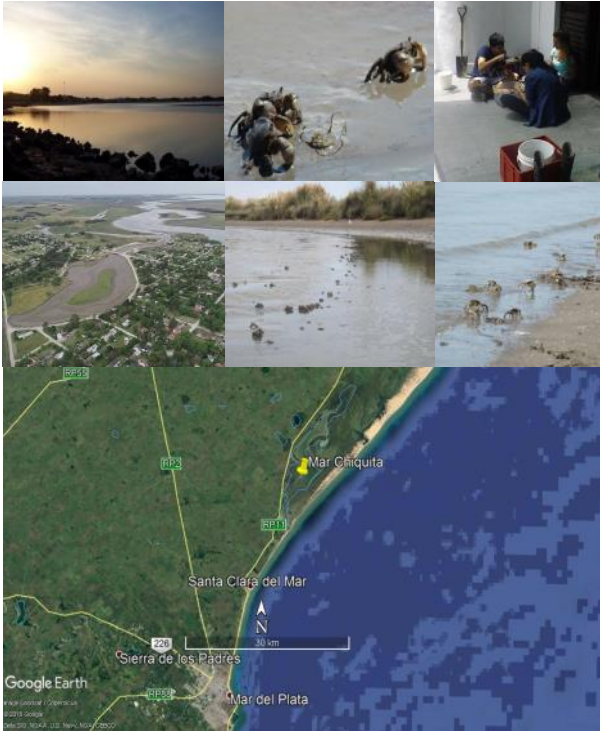 RP55
RP2
Mar Chiquita
RP11
Santa Clara del Mar
N
30 km
226
Sierra de los Padres
Google Earth
RP88
Mar del Plata